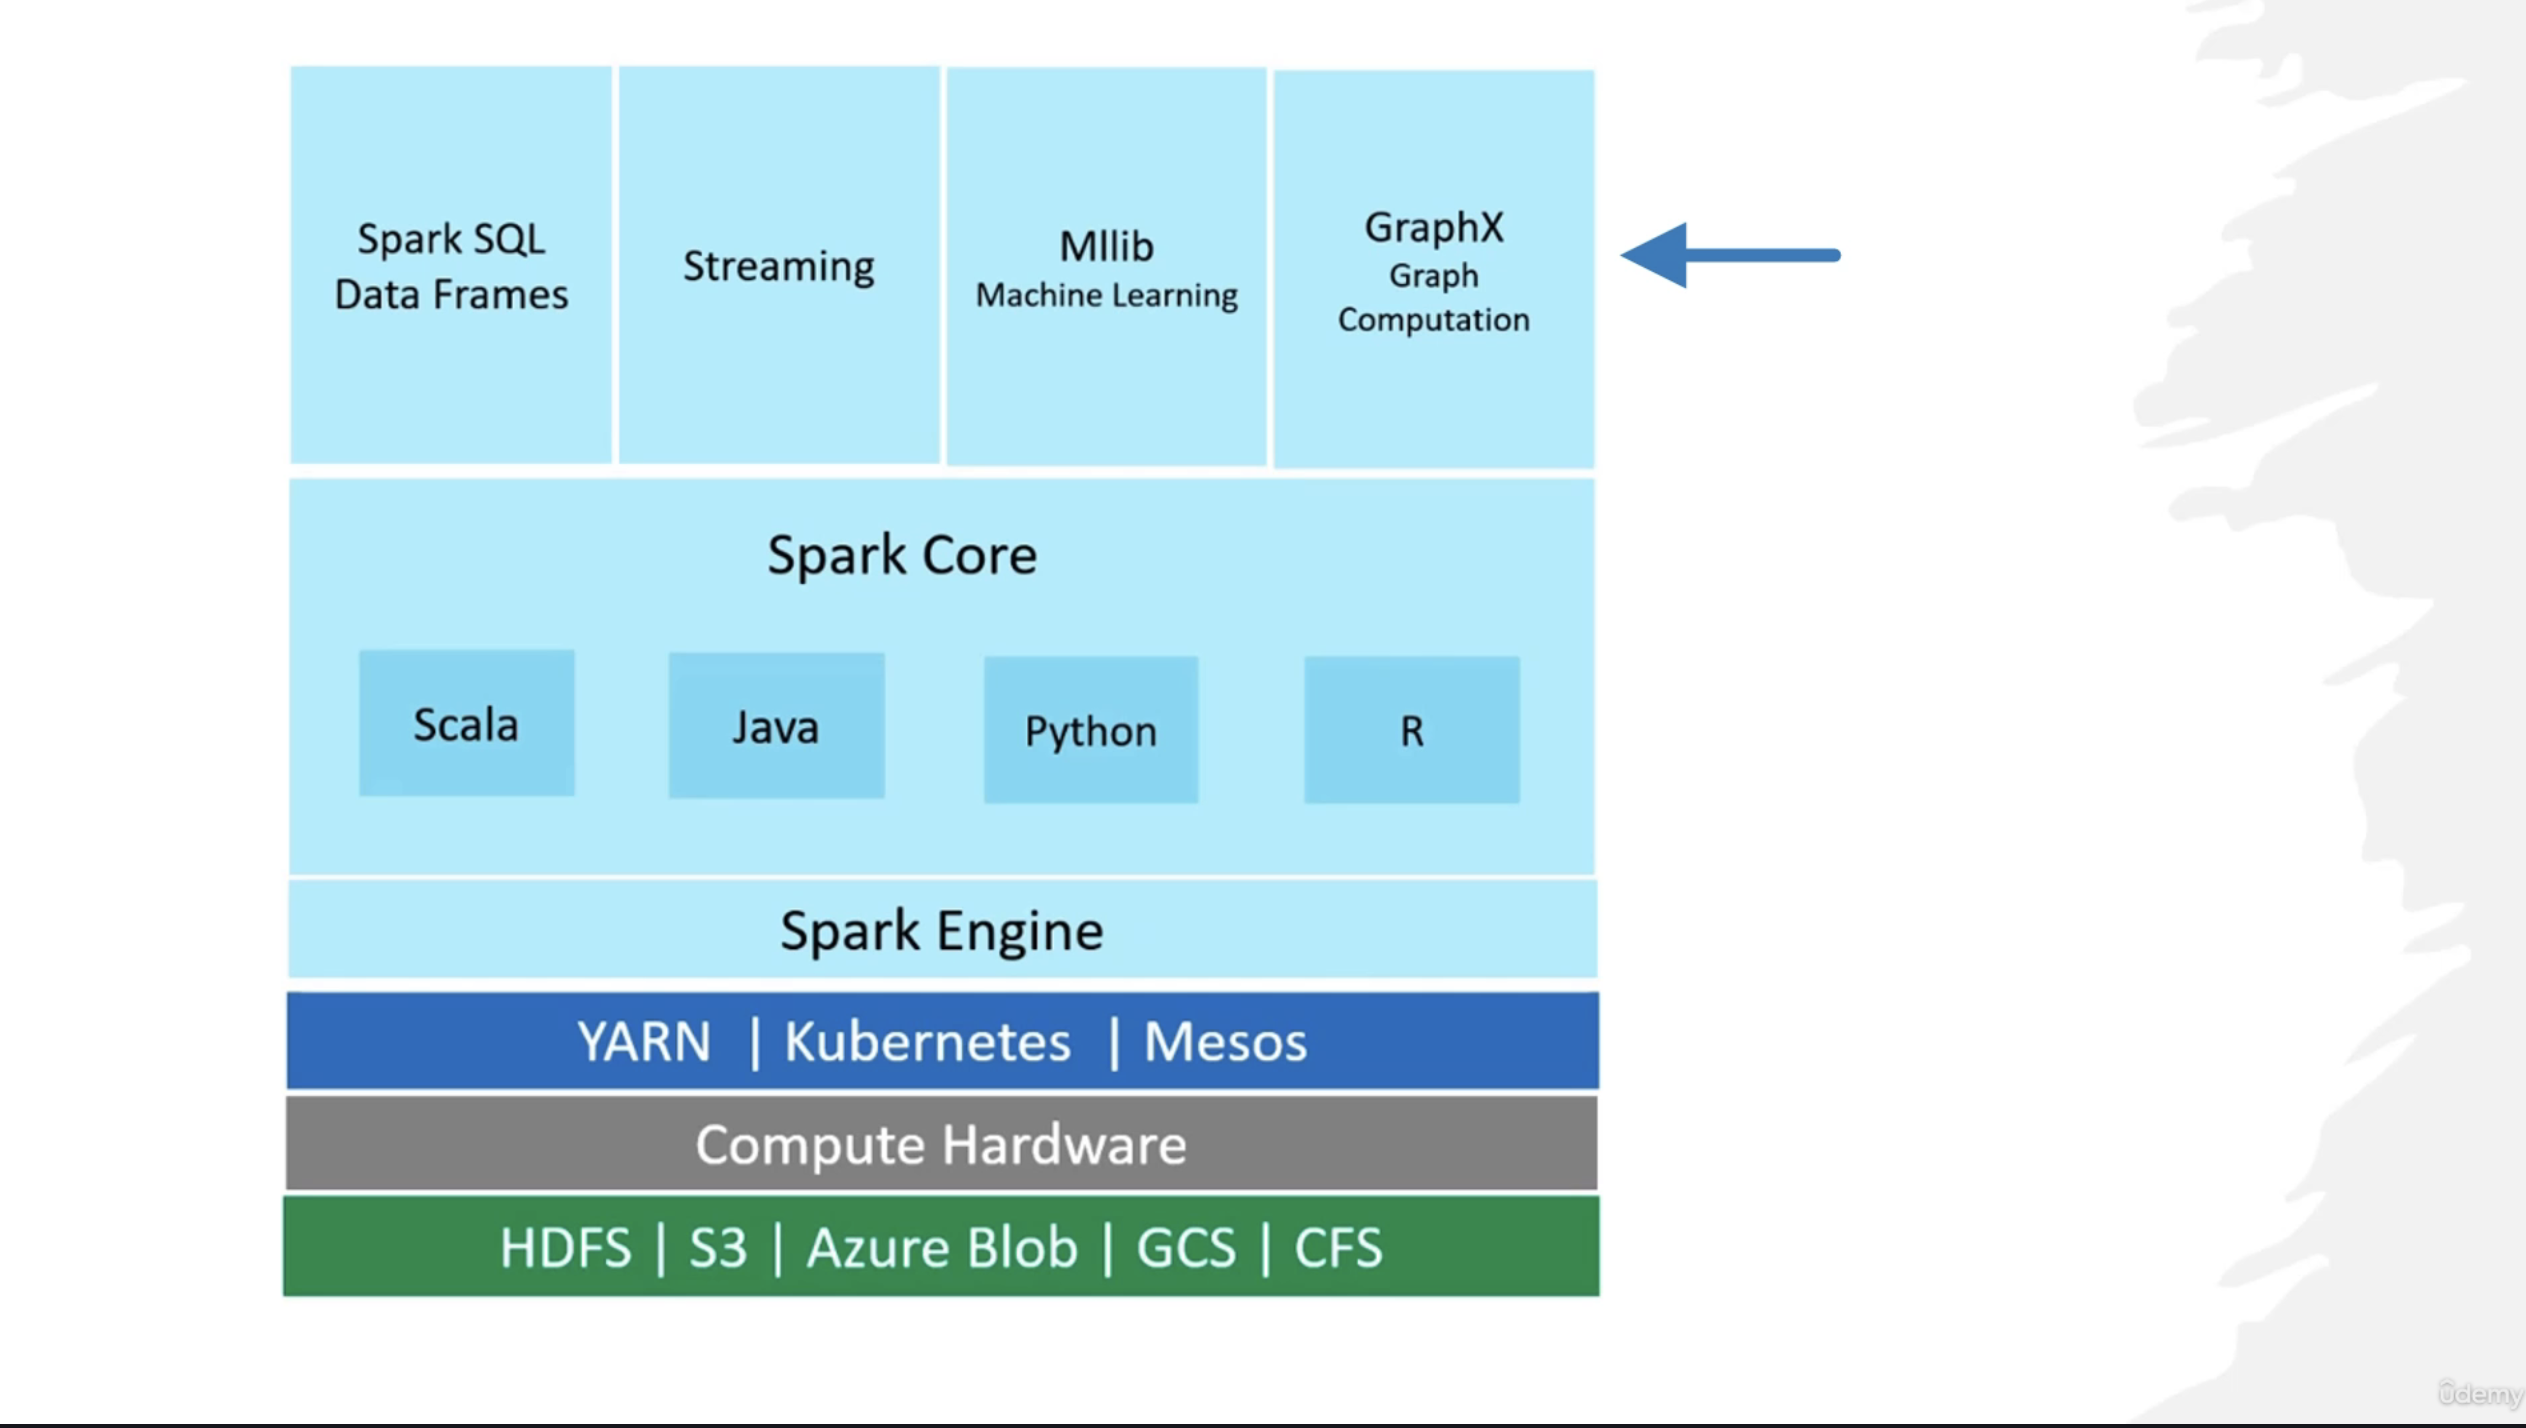 Spark SQL
Data Frames
Streaming
Mllib
Machine Learning
GraphX
Graph
Computation
Spark Core
Scala
Java
Python
R
Spark Engine
YARN | Kubernetes | Mesos
Compute Hardware
HDFS | S3 | Azure Blob | GCS | CFS
ûdemy